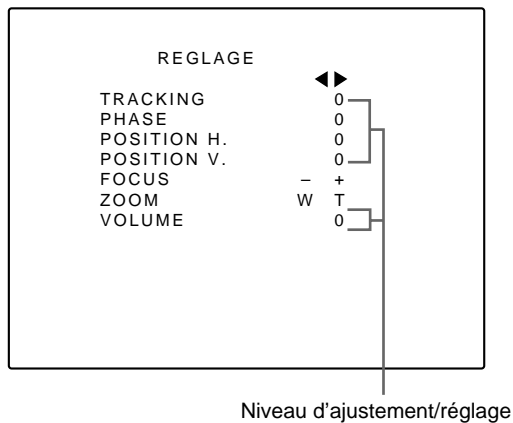 REGLAGE
◀ ▶
TRACKING 0
PHASE 0
POSITION H. 0
POSITION V. 0
FOCUS – +
ZOOM W T
VOLUME 0
Niveau d'ajustement/réglage